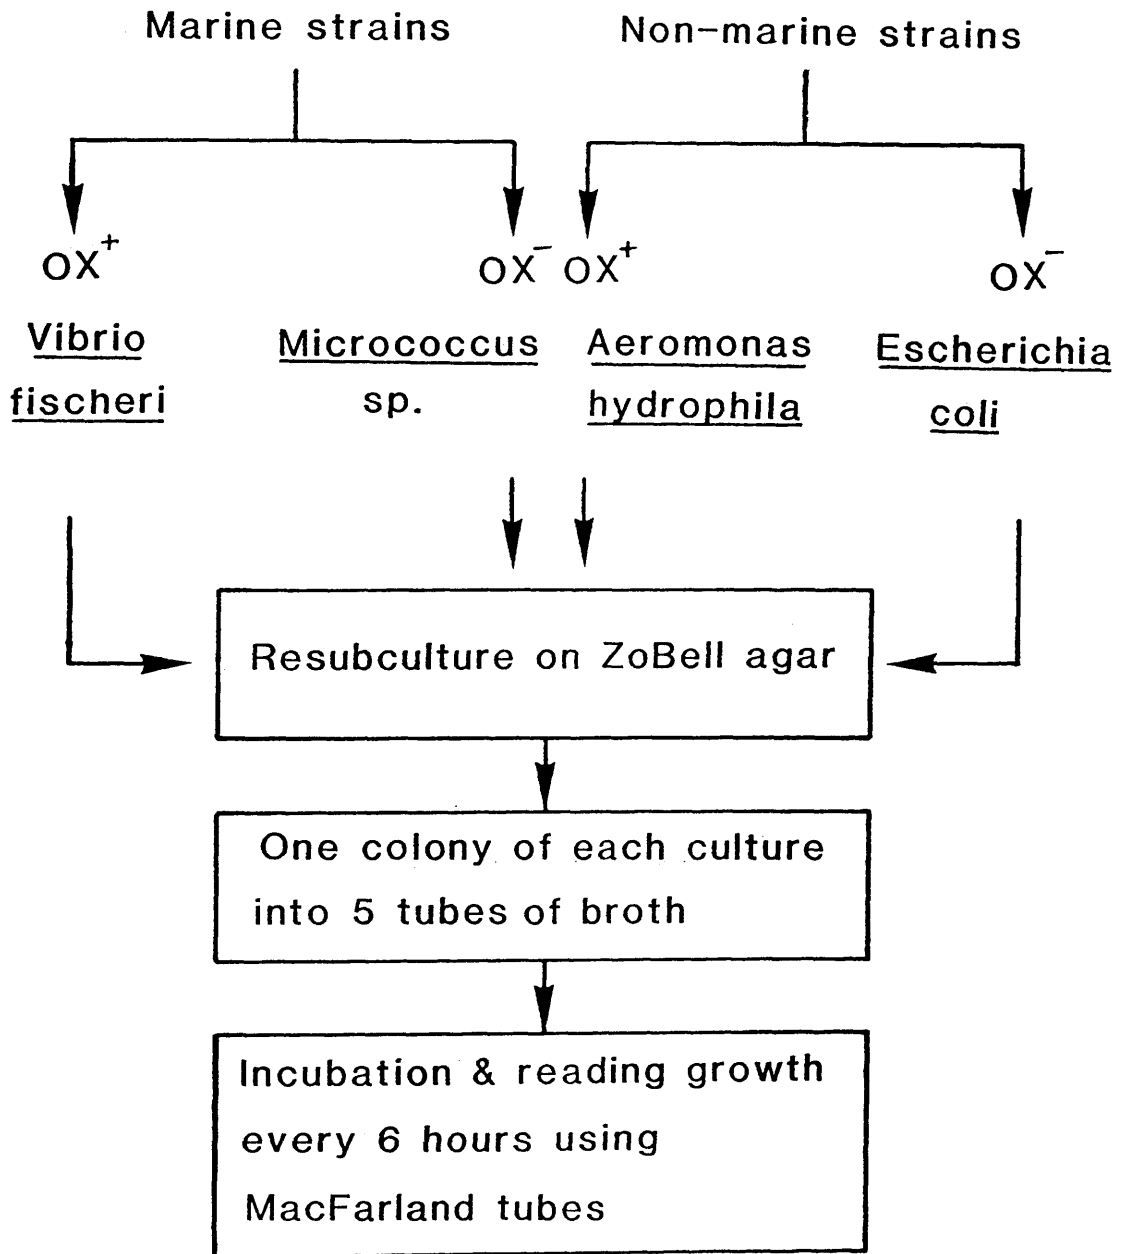 Marine strains
Non-marine strains
OX⁺
OX⁻
OX⁺
OX⁻
Vibrio
fischeri
Micrococcus
sp.
Aeromonas
hydrophila
Escherichia
coli
Resubculture on ZoBell agar
One colony of each culture
into 5 tubes of broth
Incubation & reading growth
every 6 hours using
MacFarland tubes